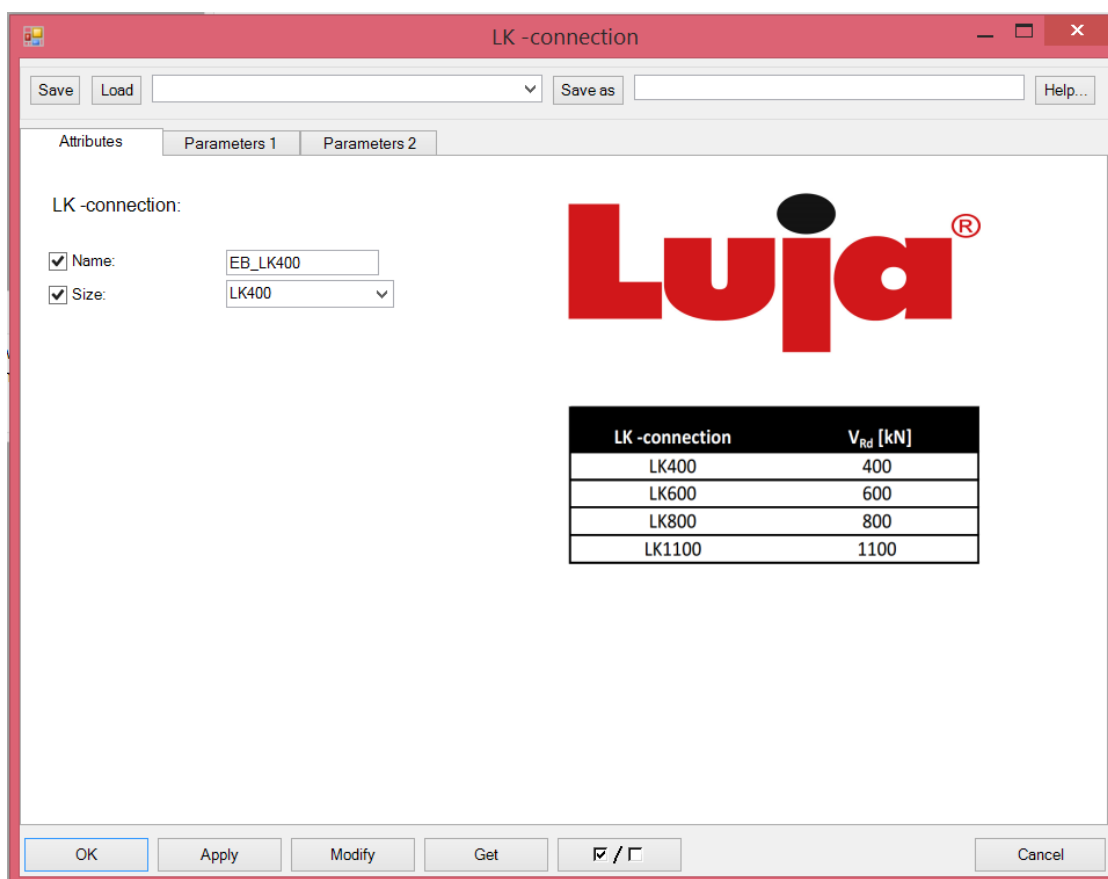 LK -connection
Save Load Save as Help...
Attributes Parameters 1 Parameters 2
LK -connection:
Name: EB_LK400
Size: LK400
Luja®
LK -connection VRd [kN]
LK400 400
LK600 600
LK800 800
LK1100 1100
OK Apply Modify Get / Cancel